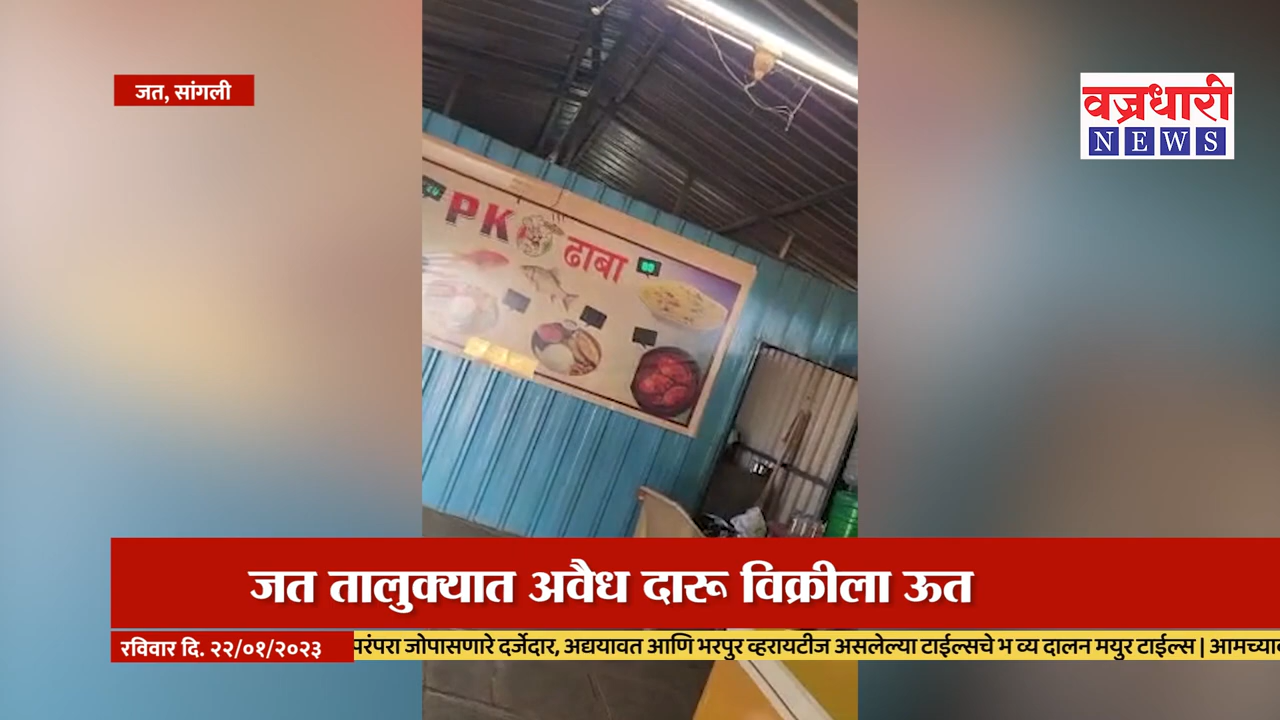 जत, सांगली
वज्रधारी
NEWS
PK
ढाबा
जत तालुक्यात अवैध दारू विक्रीला ऊत
रविवार दि. २२/०१/२०२३
परंपरा जोपासणारे दर्जेदार, अद्ययावत आणि भरपुर व्हरायटीज असलेल्या टाईल्सचे भ व्य दालन मयुर टाईल्स | आमच्या